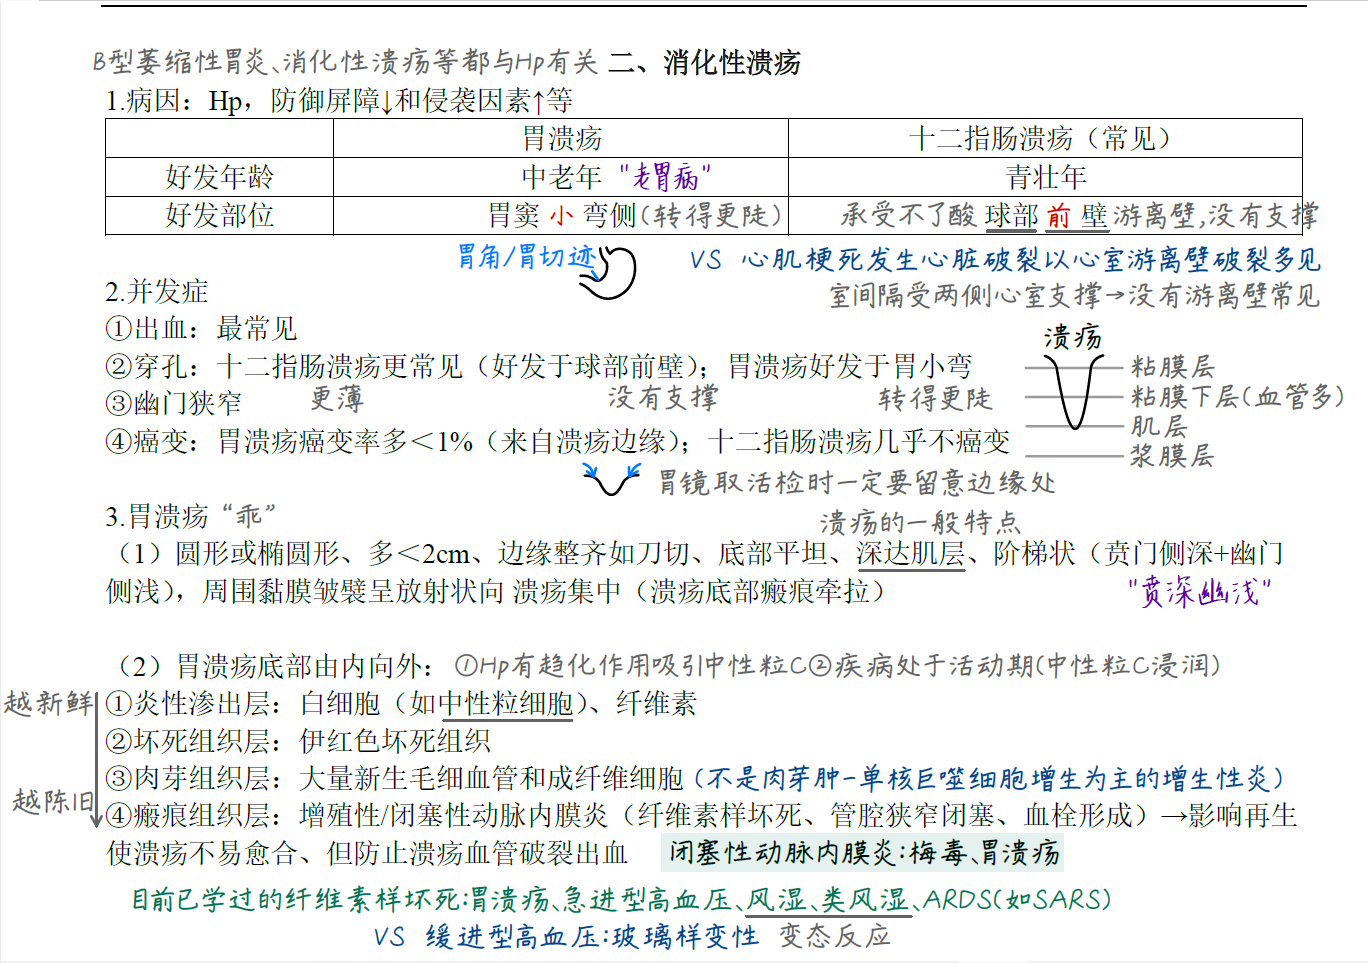 B型萎缩性胃炎、消化性溃疡等都与Hp有关 二、消化性溃疡
1.病因：Hp，防御屏障↓和侵袭因素↑等
胃溃疡 十二指肠溃疡（常见）
好发年龄 中老年 "老胃病" 青壮年
好发部位 胃窦 小 弯侧(转得更陡) 承受不了酸 球部 前 壁 游离壁,没有支撑
胃角/胃切迹 VS 心肌梗死发生心脏破裂以心室游离壁破裂多见
2.并发症 室间隔受两侧心室支撑→没有游离壁常见
①出血：最常见
溃疡
②穿孔：十二指肠溃疡更常见（好发于球部前壁）；胃溃疡好发于胃小弯 粘膜层
③幽门狭窄 更薄 没有支撑 转得更陡 粘膜下层(血管多)
肌层
④癌变：胃溃疡癌变率多＜1%（来自溃疡边缘）；十二指肠溃疡几乎不癌变
浆膜层
胃镜取活检时一定要留意边缘处
3.胃溃疡 “乖” 溃疡的一般特点
（1）圆形或椭圆形、多＜2cm、边缘整齐如刀切、底部平坦、深达肌层、阶梯状（贲门侧深+幽门
侧浅），周围黏膜皱襞呈放射状向 溃疡集中（溃疡底部瘢痕牵拉） "贲深幽浅"
（2）胃溃疡底部由内向外： ①Hp有趋化作用吸引中性粒C②疾病处于活动期(中性粒C浸润)
越新鲜 ①炎性渗出层：白细胞（如中性粒细胞）、纤维素
②坏死组织层：伊红色坏死组织
③肉芽组织层：大量新生毛细血管和成纤维细胞 (不是肉芽肿-单核巨噬细胞增生为主的增生性炎)
越陈旧 ④瘢痕组织层：增殖性/闭塞性动脉内膜炎（纤维素样坏死、管腔狭窄闭塞、血栓形成）→影响再生
使溃疡不易愈合、但防止溃疡血管破裂出血 闭塞性动脉内膜炎:梅毒、胃溃疡
目前已学过的纤维素样坏死:胃溃疡、急进型高血压、风湿、类风湿、ARDS(如SARS)
VS 缓进型高血压:玻璃样变性 变态反应